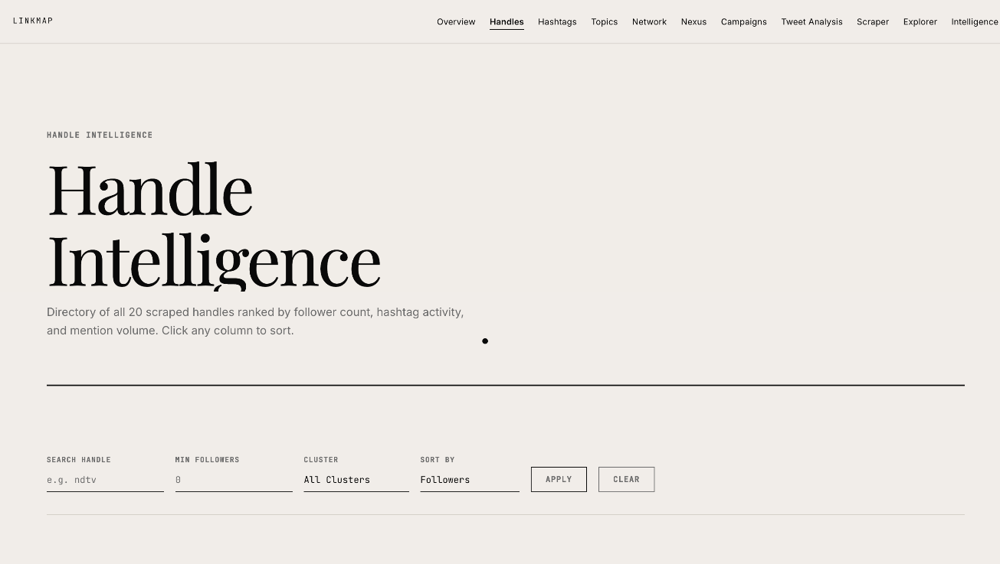 LINKMAP
Overview Handles Hashtags Topics Network Nexus Campaigns Tweet Analysis Scraper Explorer Intelligence
HANDLE INTELLIGENCE
Handle
Intelligence
Directory of all 20 scraped handles ranked by follower count, hashtag activity,
and mention volume. Click any column to sort.
SEARCH HANDLE MIN FOLLOWERS CLUSTER SORT BY
e.g. ndtv 0 All Clusters Followers APPLY CLEAR